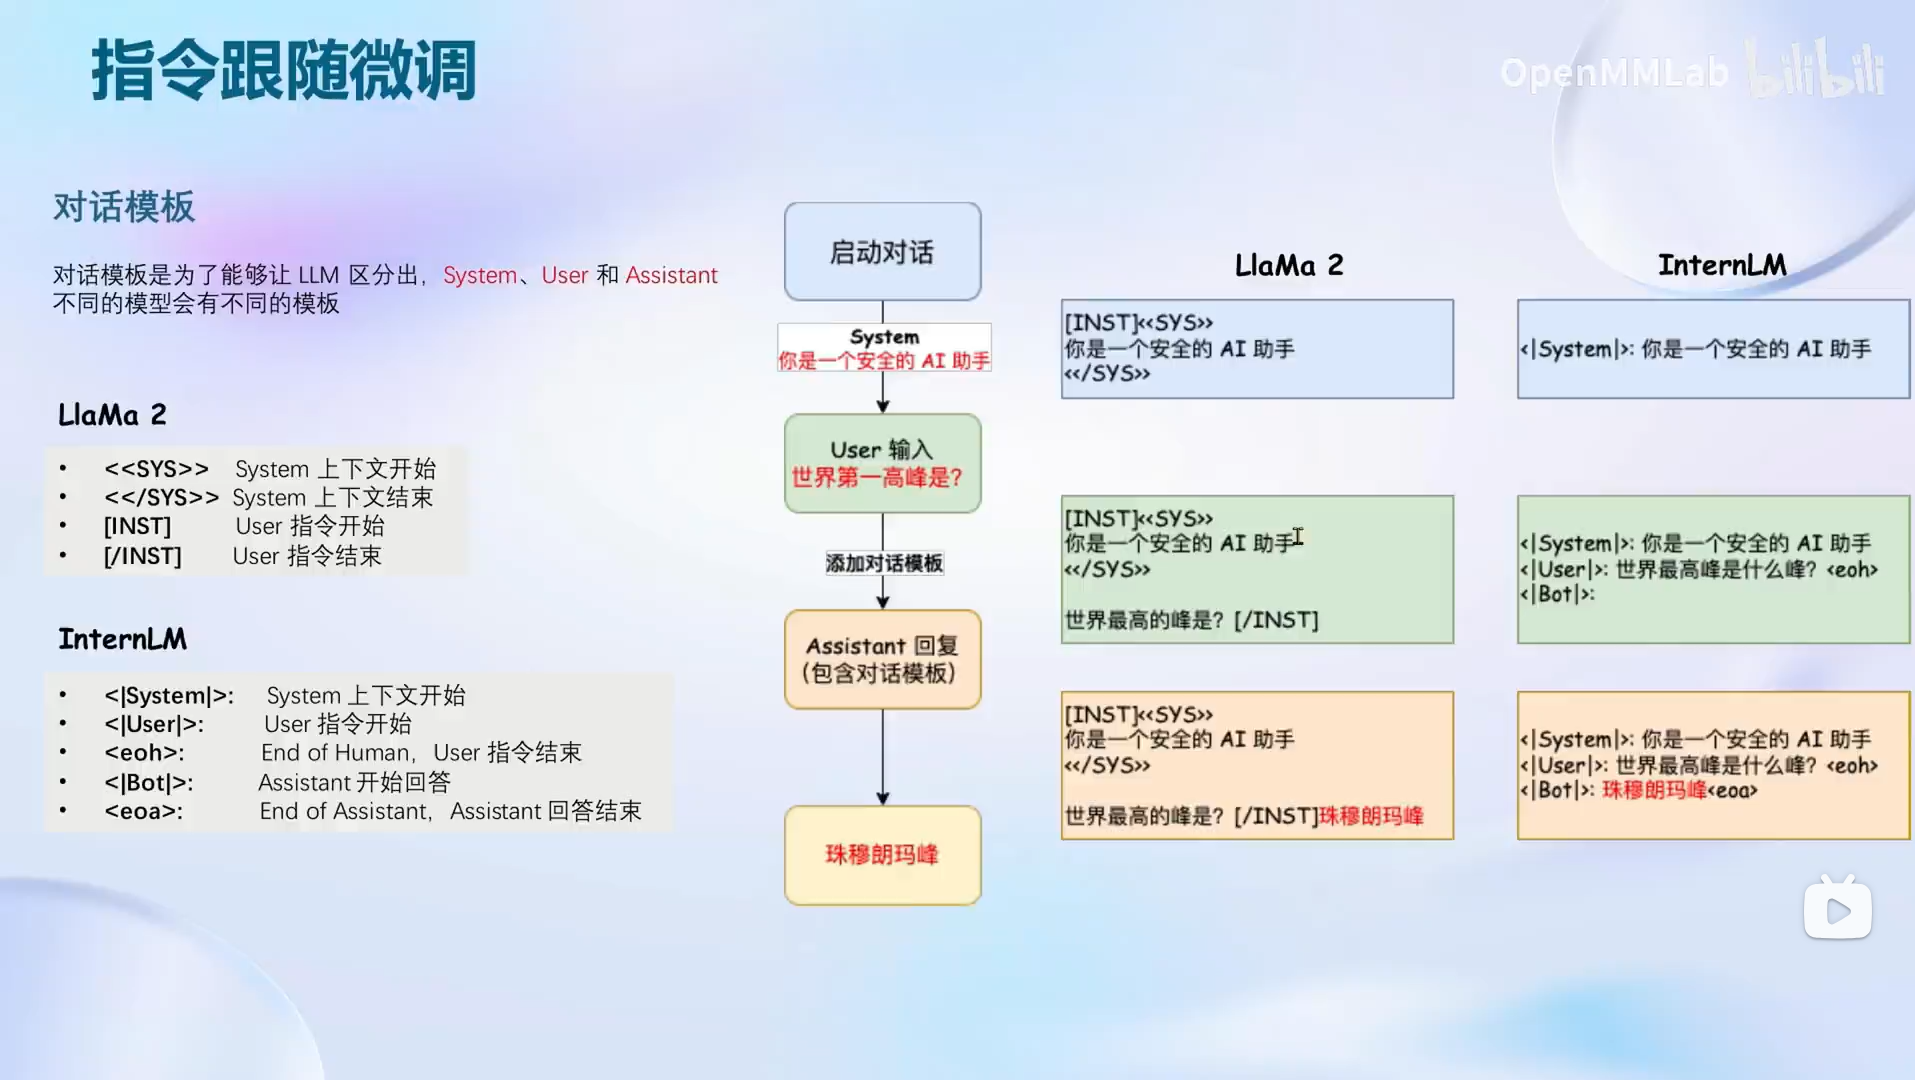 指令跟随微调
OpenMMLab bilibili
对话模板
对话模板是为了能够让 LLM 区分出，System、User 和 Assistant
不同的模型会有不同的模板
LlaMa 2
• <<SYS>> System 上下文开始
• <</SYS>> System 上下文结束
• [INST] User 指令开始
• [/INST] User 指令结束
InternLM
• <|System|>: System 上下文开始
• <|User|>: User 指令开始
• <eoh>: End of Human，User 指令结束
• <|Bot|>: Assistant 开始回答
• <eoa>: End of Assistant，Assistant 回答结束
启动对话
System
你是一个安全的 AI 助手
User 输入
世界第一高峰是？
添加对话模板
Assistant 回复
（包含对话模板）
珠穆朗玛峰
LlaMa 2
[INST]<<SYS>>
你是一个安全的 AI 助手
<</SYS>>
[INST]<<SYS>>
你是一个安全的 AI 助手
<</SYS>>
世界最高的峰是？[/INST]
[INST]<<SYS>>
你是一个安全的 AI 助手
<</SYS>>
世界最高的峰是？[/INST]珠穆朗玛峰
InternLM
<|System|>: 你是一个安全的 AI 助手
<|System|>: 你是一个安全的 AI 助手
<|User|>: 世界最高峰是什么峰？<eoh>
<|Bot|>:
<|System|>: 你是一个安全的 AI 助手
<|User|>: 世界最高峰是什么峰？<eoh>
<|Bot|>: 珠穆朗玛峰<eoa>